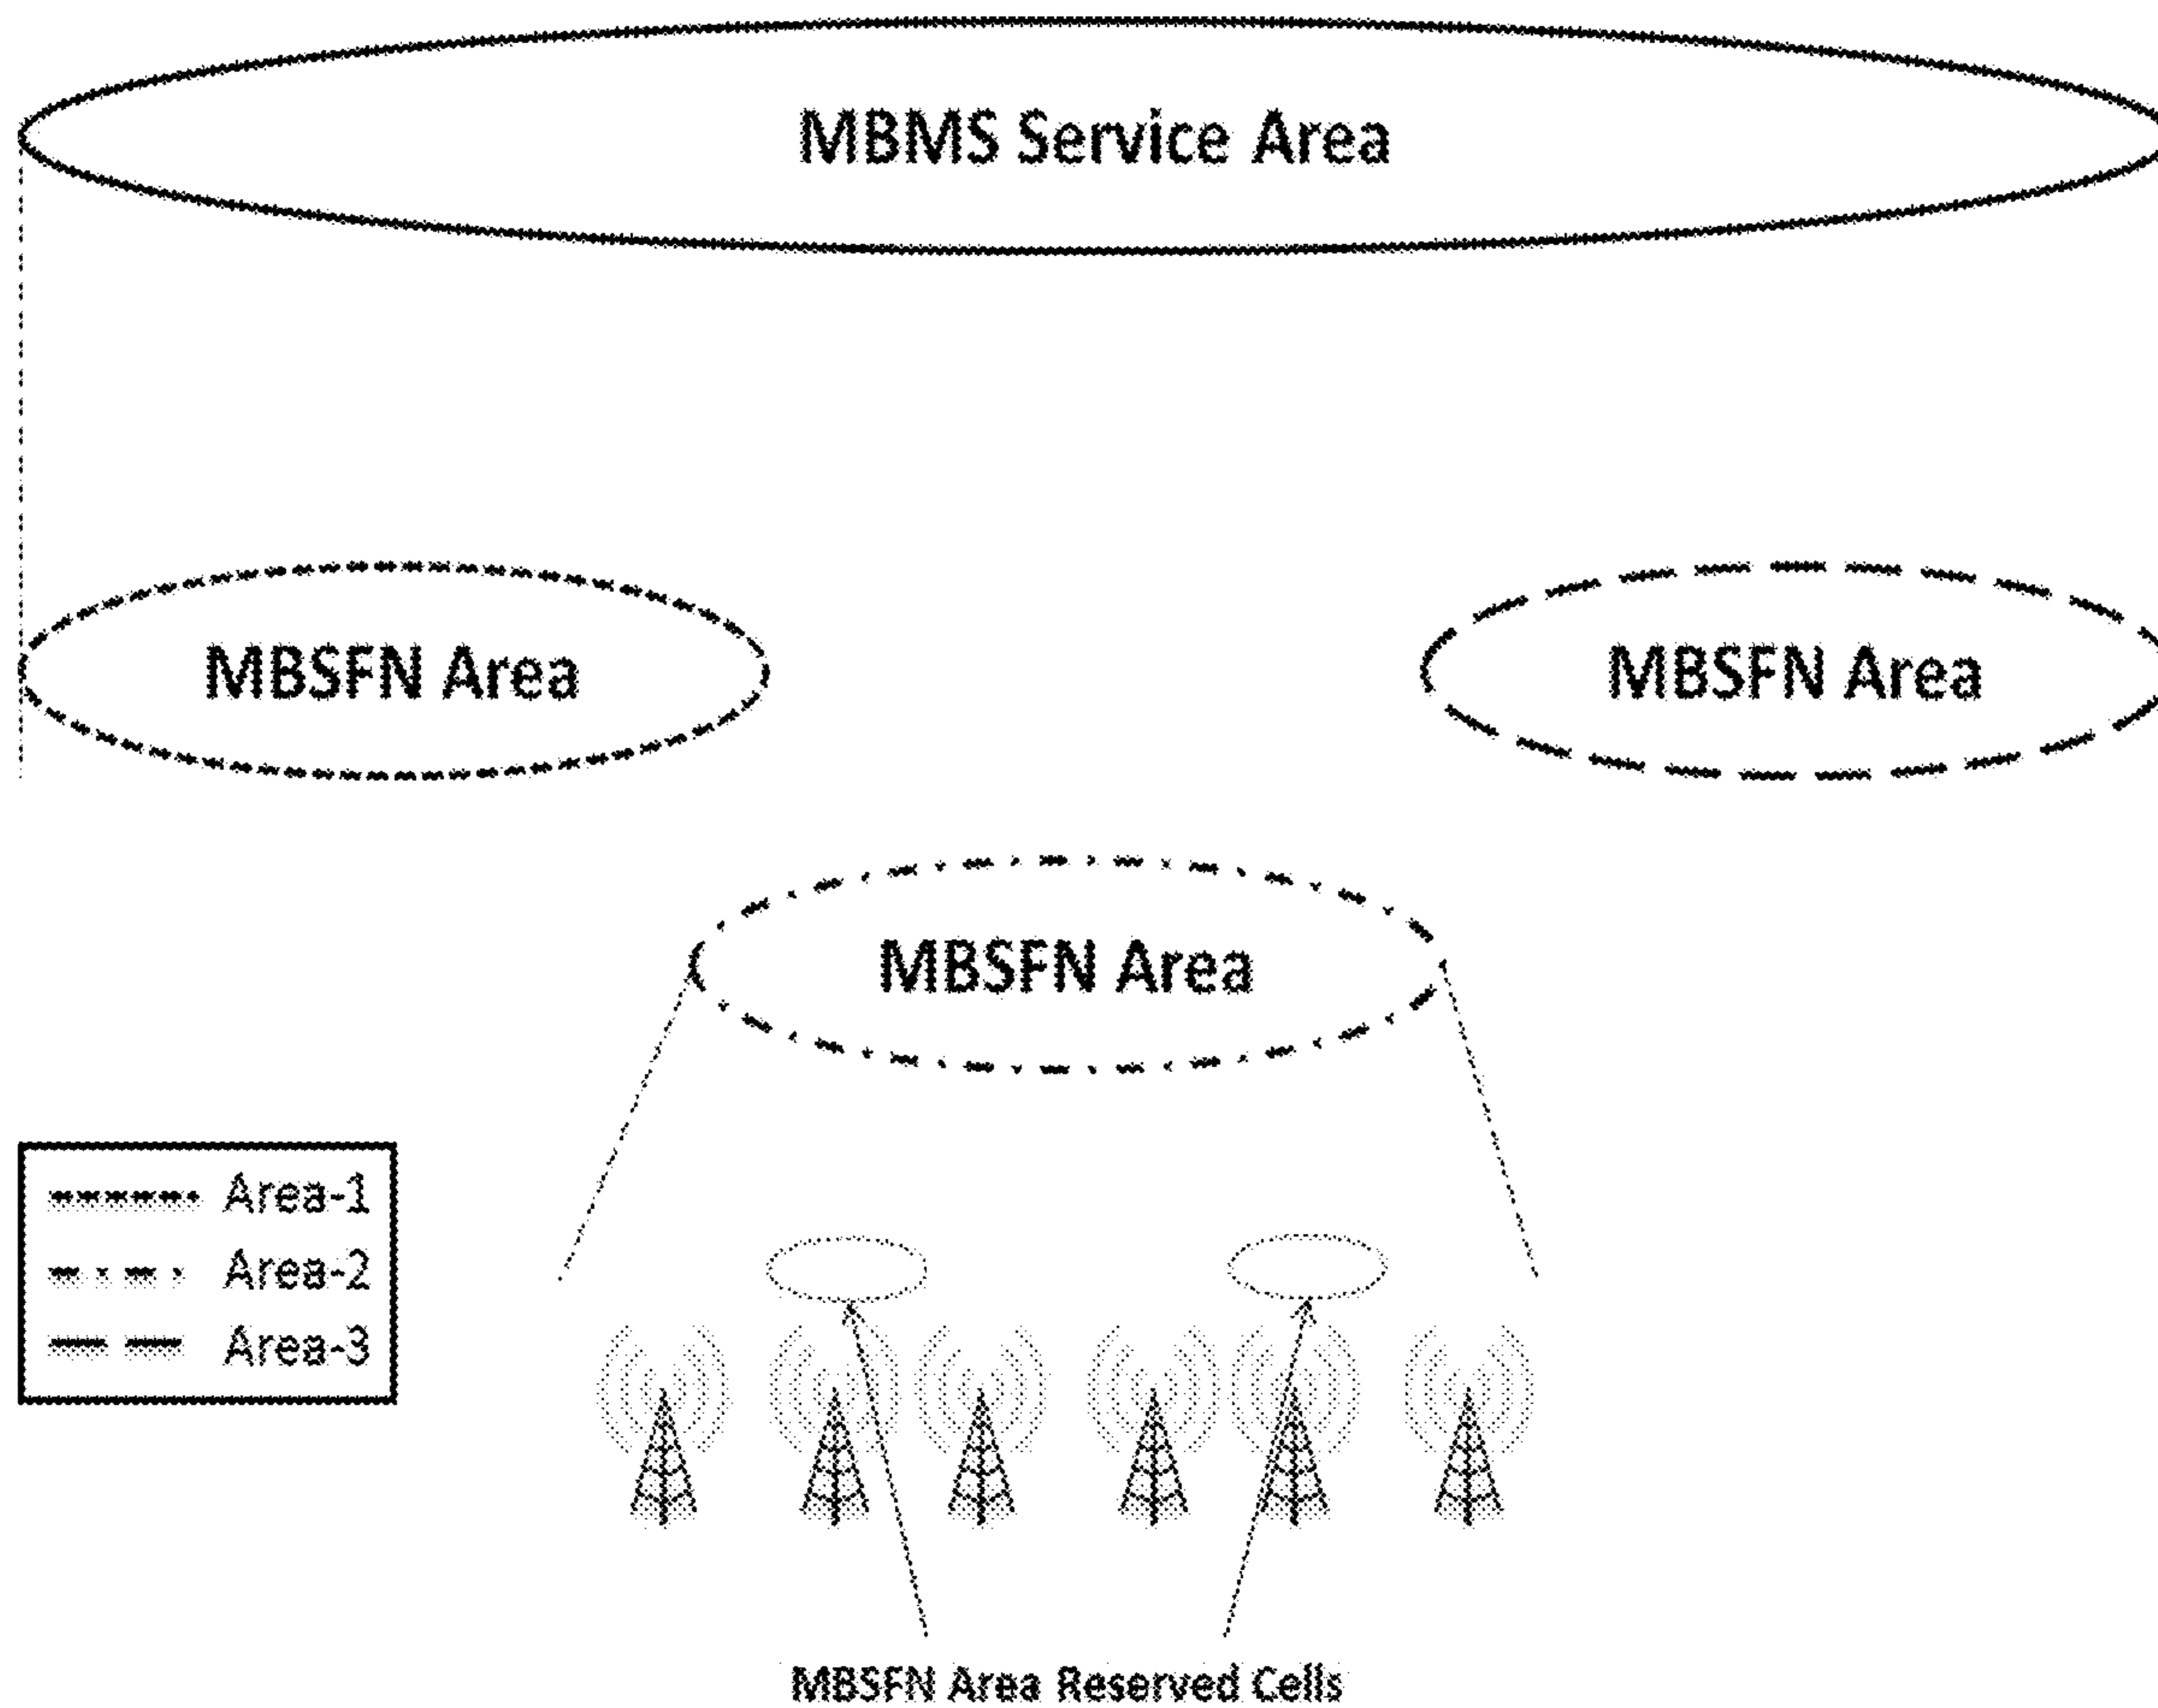 MBMS Service Area
MBSFN Area
MBSFN Area
MBSFN Area
Area-1
Area-2
Area-3
MBSFN Area Reserved Cells